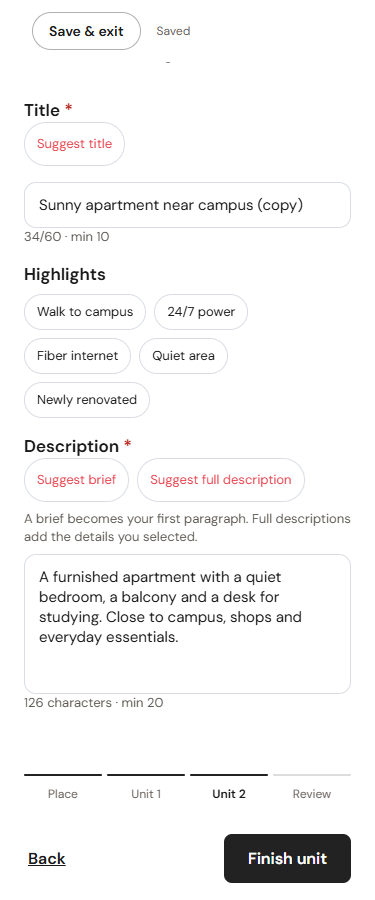 Save & exit
Saved
Title *
Suggest title
Sunny apartment near campus (copy)
34/60 · min 10
Highlights
Walk to campus
24/7 power
Fiber internet
Quiet area
Newly renovated
Description *
Suggest brief
Suggest full description
A brief becomes your first paragraph. Full descriptions
add the details you selected.
A furnished apartment with a quiet
bedroom, a balcony and a desk for
studying. Close to campus, shops and
everyday essentials.
126 characters · min 20
Place
Unit 1
Unit 2
Review
Back
Finish unit